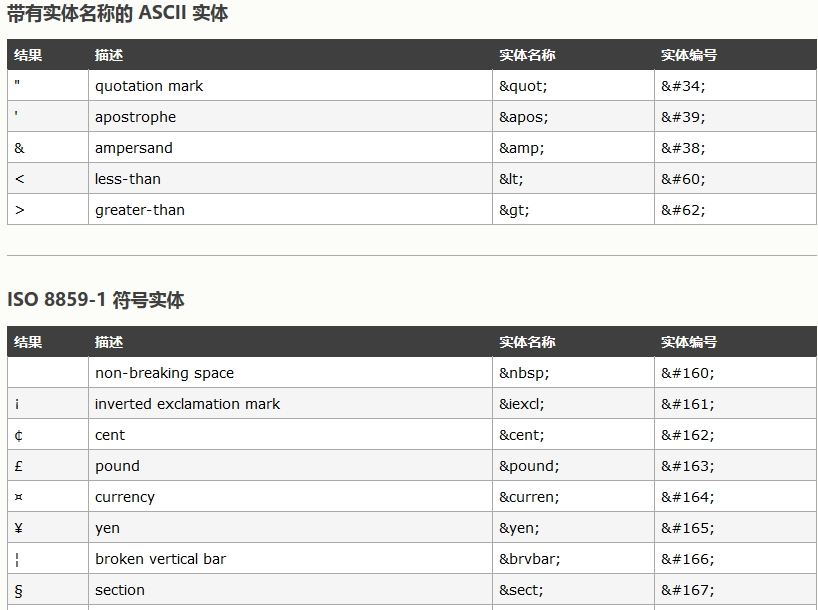 带有实体名称的 ASCII 实体
结果 描述 实体名称 实体编号
" quotation mark &quot; &#34;
' apostrophe &apos; &#39;
& ampersand &amp; &#38;
< less-than &lt; &#60;
> greater-than &gt; &#62;
ISO 8859-1 符号实体
结果 描述 实体名称 实体编号
non-breaking space &nbsp; &#160;
¡ inverted exclamation mark &iexcl; &#161;
¢ cent &cent; &#162;
£ pound &pound; &#163;
¤ currency &curren; &#164;
¥ yen &yen; &#165;
¦ broken vertical bar &brvbar; &#166;
§ section &sect; &#167;